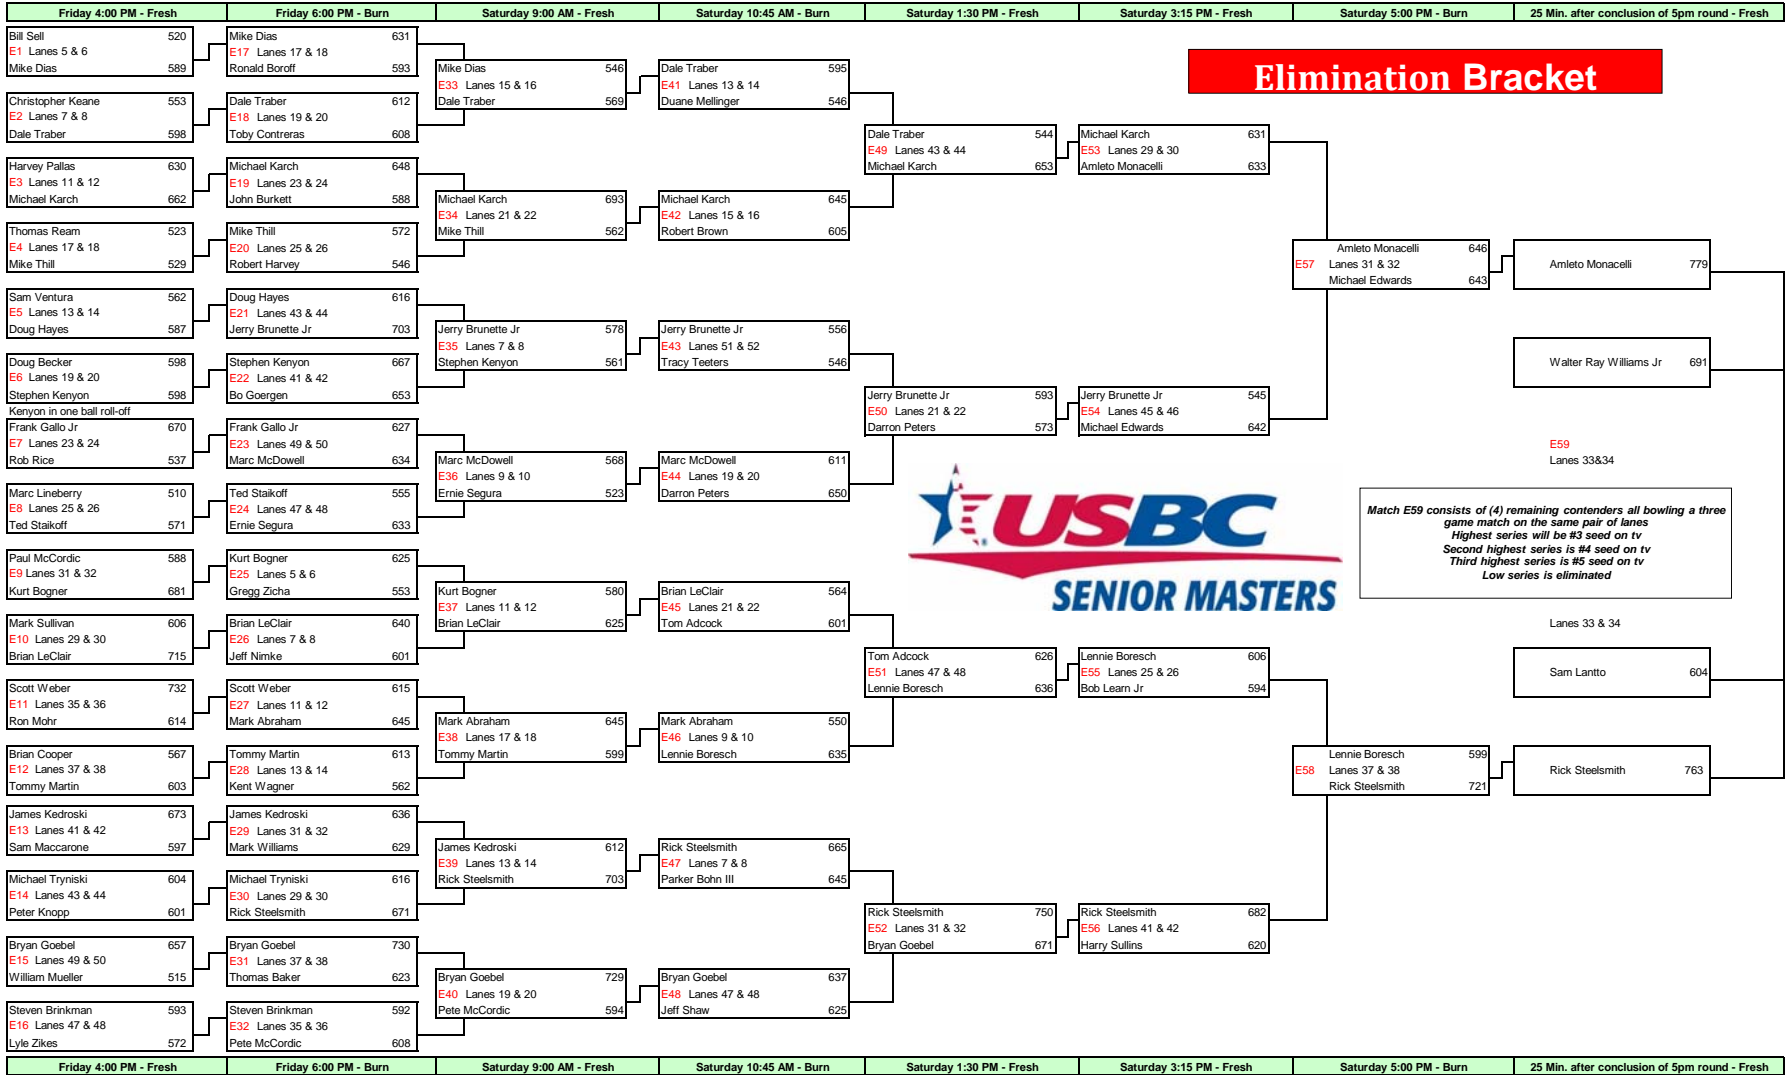 Friday 4:00 PM - Fresh
Friday 6:00 PM - Burn
Saturday 9:00 AM - Fresh
Saturday 10:45 AM - Burn
Saturday 1:30 PM - Fresh
Saturday 3:15 PM - Fresh
Saturday 5:00 PM - Burn
25 Min. after conclusion of 5pm round - Fresh
Elimination Bracket
Bill Sell 520
E1 Lanes 5 & 6
Mike Dias 589
Christopher Keane 553
E2 Lanes 7 & 8
Dale Traber 598
Harvey Pallas 630
E3 Lanes 11 & 12
Michael Karch 662
Thomas Ream 523
E4 Lanes 17 & 18
Mike Thill 529
Sam Ventura 562
E5 Lanes 13 & 14
Doug Hayes 587
Doug Becker 598
E6 Lanes 19 & 20
Stephen Kenyon 598
Kenyon in one ball roll-off
Frank Gallo Jr 670
E7 Lanes 23 & 24
Rob Rice 537
Marc Lineberry 510
E8 Lanes 25 & 26
Ted Staikoff 571
Paul McCordic 588
E9 Lanes 31 & 32
Kurt Bogner 681
Mark Sullivan 606
E10 Lanes 29 & 30
Brian LeClair 715
Scott Weber 732
E11 Lanes 35 & 36
Ron Mohr 614
Brian Cooper 567
E12 Lanes 37 & 38
Tommy Martin 603
James Kedroski 673
E13 Lanes 41 & 42
Sam Maccarone 597
Michael Tryniski 604
E14 Lanes 43 & 44
Peter Knopp 601
Bryan Goebel 657
E15 Lanes 49 & 50
William Mueller 515
Steven Brinkman 593
E16 Lanes 47 & 48
Lyle Zikes 572
Mike Dias 631
E17 Lanes 17 & 18
Ronald Boroff 593
Dale Traber 612
E18 Lanes 19 & 20
Toby Contreras 608
Michael Karch 648
E19 Lanes 23 & 24
John Burkett 588
Mike Thill 572
E20 Lanes 25 & 26
Robert Harvey 546
Doug Hayes 616
E21 Lanes 43 & 44
Jerry Brunette Jr 703
Stephen Kenyon 667
E22 Lanes 41 & 42
Bo Goergen 653
Frank Gallo Jr 627
E23 Lanes 49 & 50
Marc McDowell 634
Ted Staikoff 555
E24 Lanes 47 & 48
Ernie Segura 633
Kurt Bogner 625
E25 Lanes 5 & 6
Gregg Zicha 553
Brian LeClair 640
E26 Lanes 7 & 8
Jeff Nimke 601
Scott Weber 615
E27 Lanes 11 & 12
Mark Abraham 645
Tommy Martin 613
E28 Lanes 13 & 14
Kent Wagner 562
James Kedroski 636
E29 Lanes 31 & 32
Mark Williams 629
Michael Tryniski 616
E30 Lanes 29 & 30
Rick Steelsmith 671
Bryan Goebel 730
E31 Lanes 37 & 38
Thomas Baker 623
Steven Brinkman 592
E32 Lanes 35 & 36
Pete McCordic 608
Mike Dias 546
E33 Lanes 15 & 16
Dale Traber 569
Michael Karch 693
E34 Lanes 21 & 22
Mike Thill 562
Jerry Brunette Jr 578
E35 Lanes 7 & 8
Stephen Kenyon 561
Marc McDowell 568
E36 Lanes 9 & 10
Ernie Segura 523
Kurt Bogner 580
E37 Lanes 11 & 12
Brian LeClair 625
Mark Abraham 645
E38 Lanes 17 & 18
Tommy Martin 599
James Kedroski 612
E39 Lanes 13 & 14
Rick Steelsmith 703
Bryan Goebel 729
E40 Lanes 19 & 20
Pete McCordic 594
Dale Traber 595
E41 Lanes 13 & 14
Duane Mellinger 546
Michael Karch 645
E42 Lanes 15 & 16
Robert Brown 605
Jerry Brunette Jr 556
E43 Lanes 51 & 52
Tracy Teeters 546
Marc McDowell 611
E44 Lanes 19 & 20
Darron Peters 650
Brian LeClair 564
E45 Lanes 21 & 22
Tom Adcock 601
Mark Abraham 550
E46 Lanes 9 & 10
Lennie Boresch 635
Rick Steelsmith 665
E47 Lanes 7 & 8
Parker Bohn III 645
Bryan Goebel 637
E48 Lanes 47 & 48
Jeff Shaw 625
Dale Traber 544
E49 Lanes 43 & 44
Michael Karch 653
Jerry Brunette Jr 593
E50 Lanes 21 & 22
Darron Peters 573
Tom Adcock 626
E51 Lanes 47 & 48
Lennie Boresch 636
Rick Steelsmith 750
E52 Lanes 31 & 32
Bryan Goebel 671
Michael Karch 631
E53 Lanes 29 & 30
Amleto Monacelli 633
Jerry Brunette Jr 545
E54 Lanes 45 & 46
Michael Edwards 642
Lennie Boresch 606
E55 Lanes 25 & 26
Bob Learn Jr 594
Rick Steelsmith 682
E56 Lanes 41 & 42
Harry Sullins 620
Amleto Monacelli 646
E57 Lanes 31 & 32
Michael Edwards 643
Lennie Boresch 599
E58 Lanes 37 & 38
Rick Steelsmith 721
Amleto Monacelli 779
Walter Ray Williams Jr 691
E59
Lanes 33&34
USBC
SENIOR MASTERS
Match E59 consists of (4) remaining contenders all bowling a three
game match on the same pair of lanes
Highest series will be #3 seed on tv
Second highest series is #4 seed on tv
Third highest series is #5 seed on tv
Low series is eliminated
Lanes 33 & 34
Sam Lantto 604
Rick Steelsmith 763
Friday 4:00 PM - Fresh
Friday 6:00 PM - Burn
Saturday 9:00 AM - Fresh
Saturday 10:45 AM - Burn
Saturday 1:30 PM - Fresh
Saturday 3:15 PM - Fresh
Saturday 5:00 PM - Burn
25 Min. after conclusion of 5pm round - Fresh